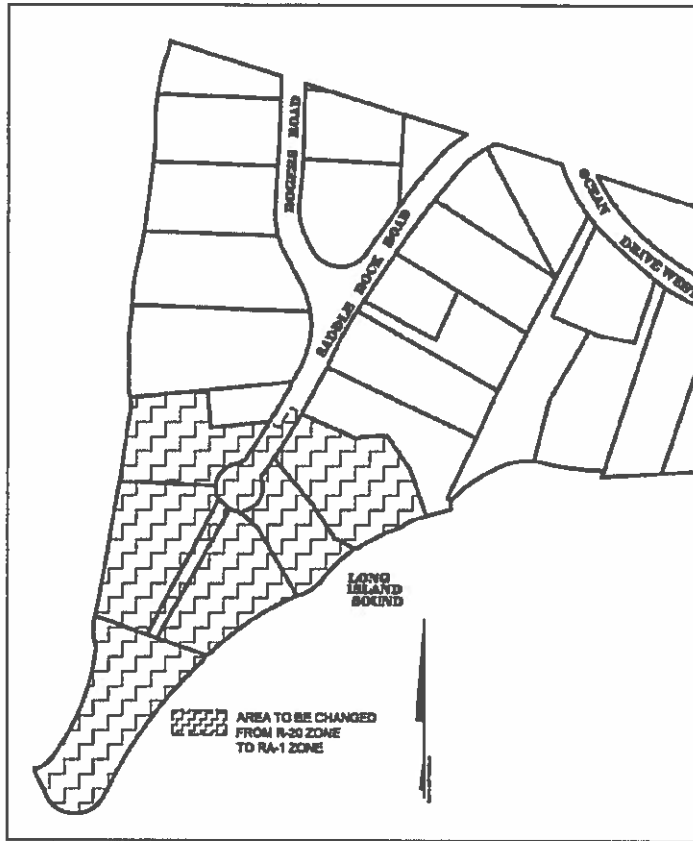 ROGERS ROAD
SADDLE ROCK ROAD
OCEAN
DRIVE WEST
LONG
ISLAND
SOUND
AREA TO BE CHANGED
FROM R-20 ZONE
TO RA-1 ZONE